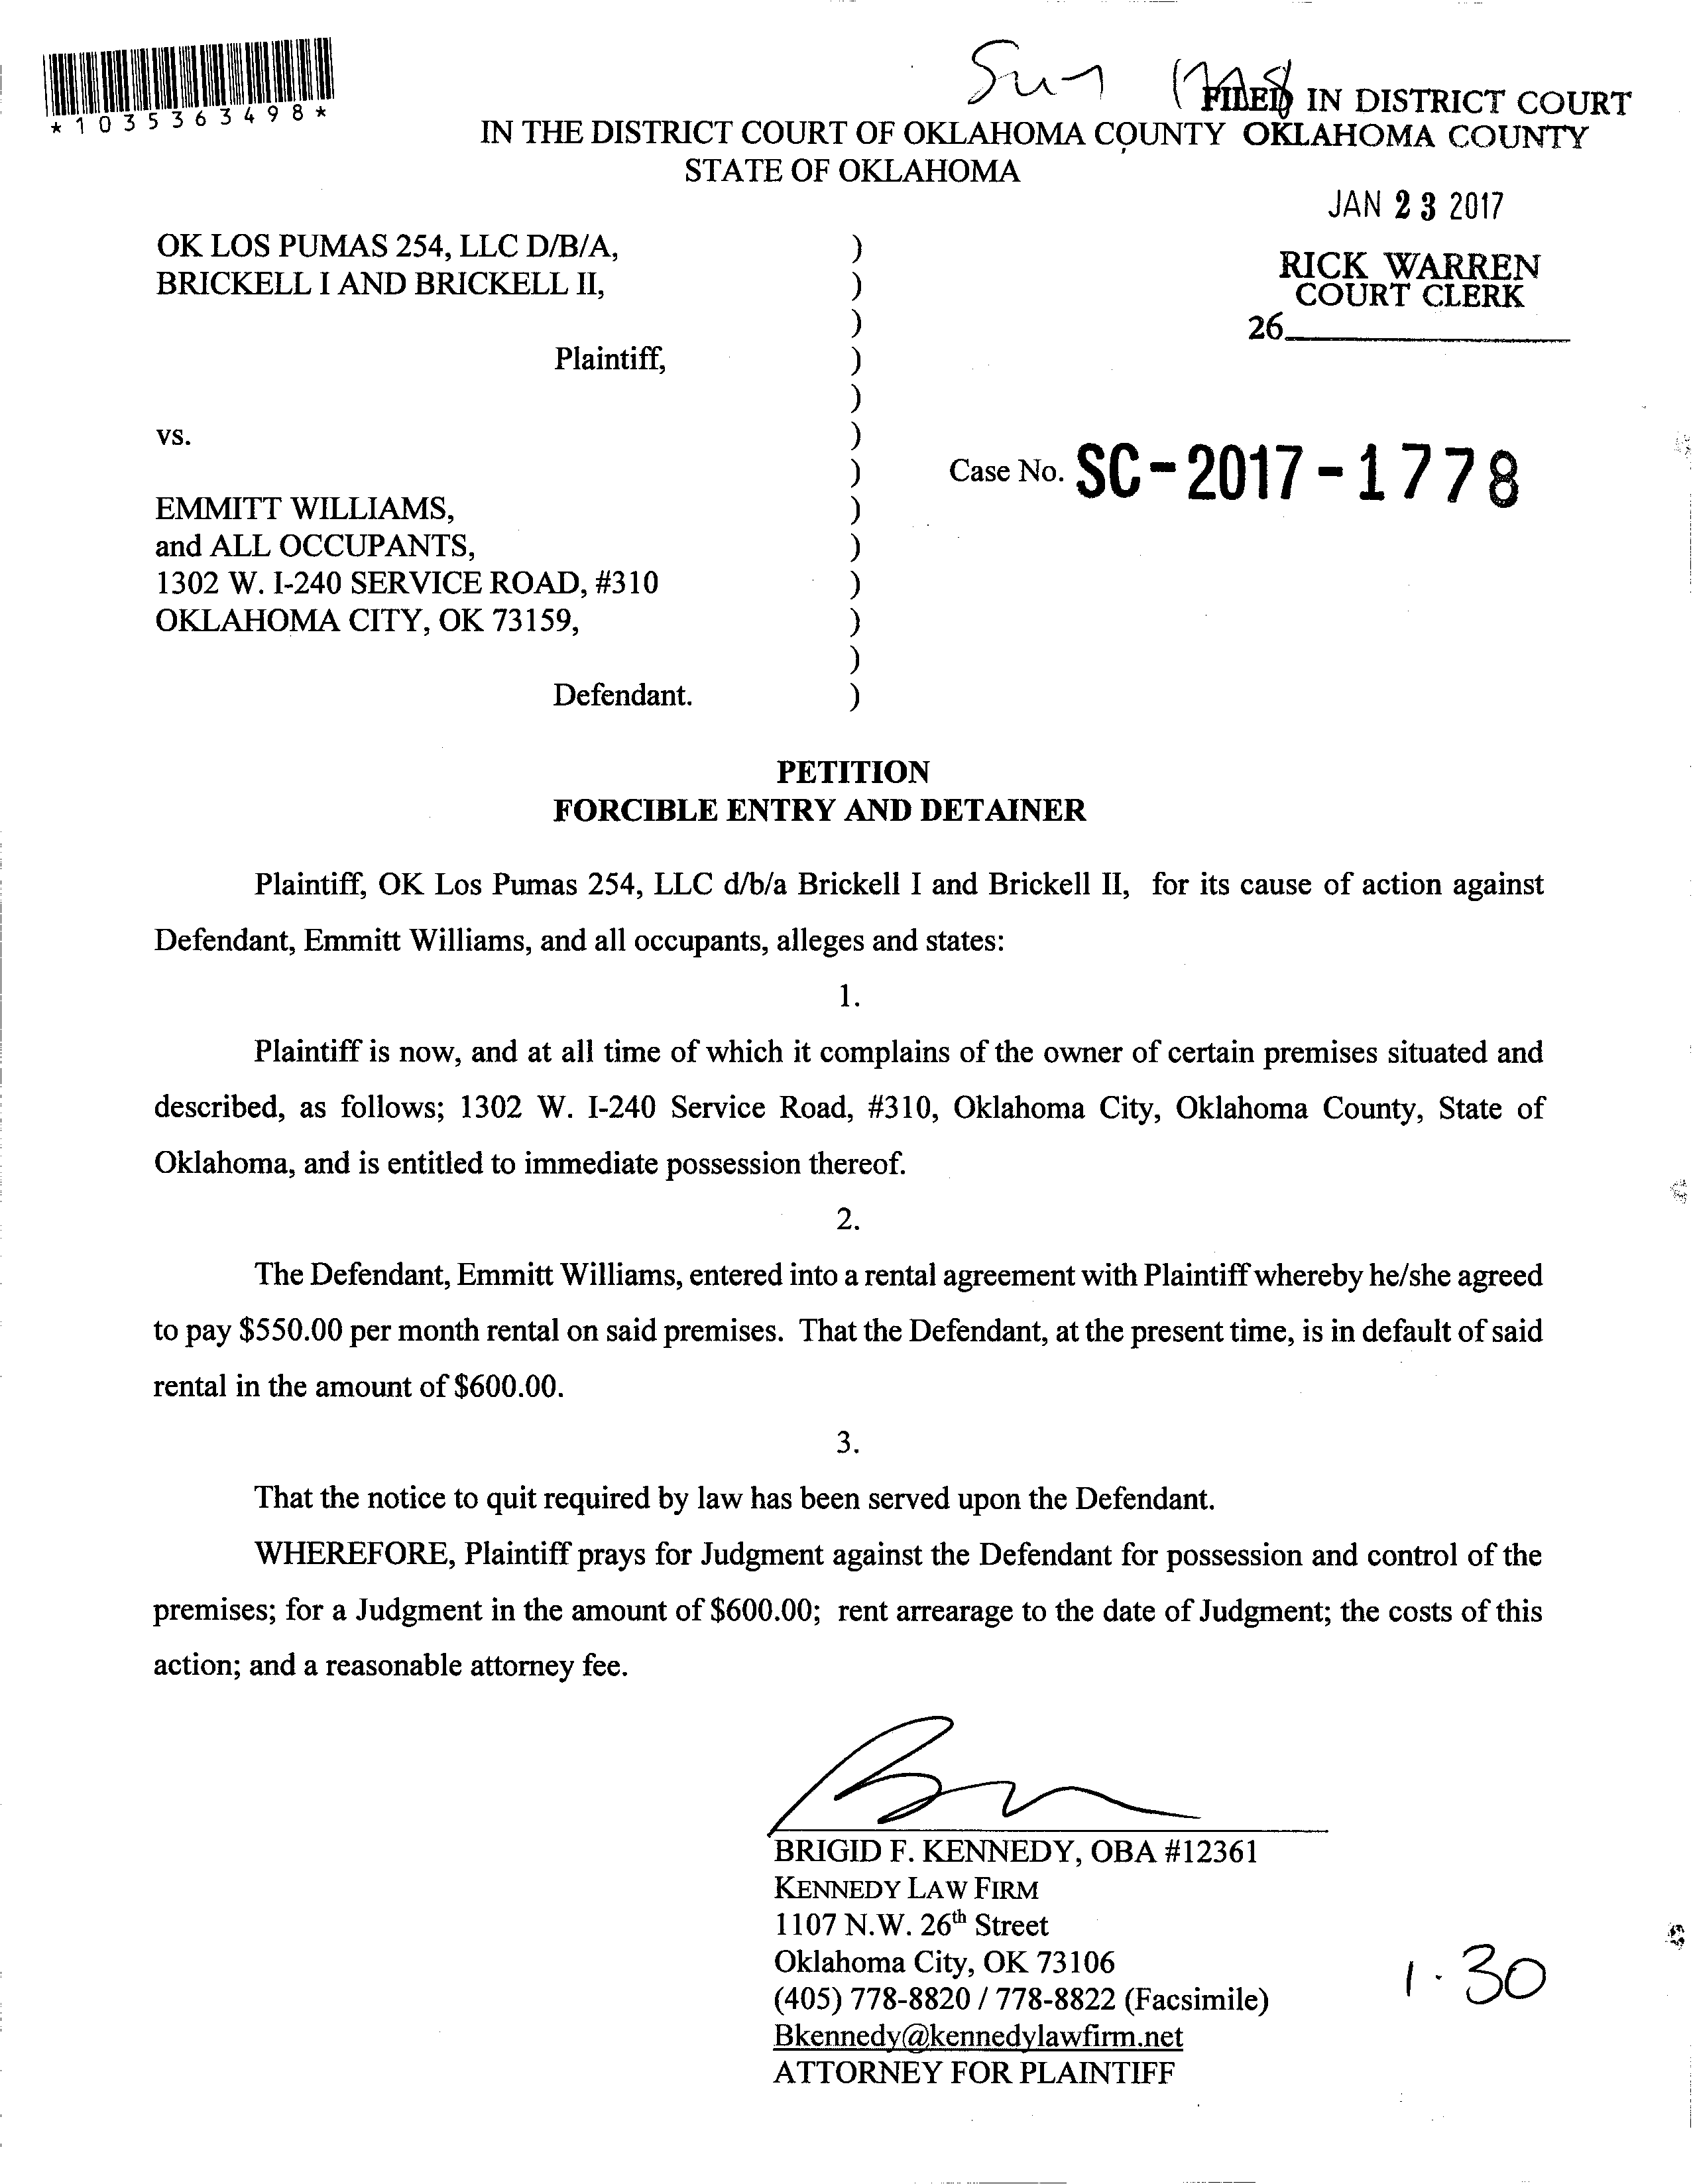 *1035363498*
FILED IN DISTRICT COURT
IN THE DISTRICT COURT OF OKLAHOMA COUNTY OKLAHOMA COUNTY
STATE OF OKLAHOMA
JAN 23 2017
OK LOS PUMAS 254, LLC D/B/A, )
BRICKELL I AND BRICKELL II, )
RICK WARREN
COURT CLERK
)
26
Plaintiff, )
)
vs. )
) Case No. SC-2017-1778
EMMITT WILLIAMS, )
and ALL OCCUPANTS, )
1302 W. I-240 SERVICE ROAD, #310 )
OKLAHOMA CITY, OK 73159, )
)
Defendant. )
PETITION
FORCIBLE ENTRY AND DETAINER
Plaintiff, OK Los Pumas 254, LLC d/b/a Brickell I and Brickell II, for its cause of action against
Defendant, Emmitt Williams, and all occupants, alleges and states:
1.
Plaintiff is now, and at all time of which it complains of the owner of certain premises situated and
described, as follows; 1302 W. I-240 Service Road, #310, Oklahoma City, Oklahoma County, State of
Oklahoma, and is entitled to immediate possession thereof.
2.
The Defendant, Emmitt Williams, entered into a rental agreement with Plaintiff whereby he/she agreed
to pay $550.00 per month rental on said premises. That the Defendant, at the present time, is in default of said
rental in the amount of $600.00.
3.
That the notice to quit required by law has been served upon the Defendant.
WHEREFORE, Plaintiff prays for Judgment against the Defendant for possession and control of the
premises; for a Judgment in the amount of $600.00; rent arrearage to the date of Judgment; the costs of this
action; and a reasonable attorney fee.
BRIGID F. KENNEDY, OBA #12361
KENNEDY LAW FIRM
1107 N.W. 26th Street
Oklahoma City, OK 73106
(405) 778-8820 / 778-8822 (Facsimile)
Bkennedy@kennedylawfirm.net
ATTORNEY FOR PLAINTIFF
1.30